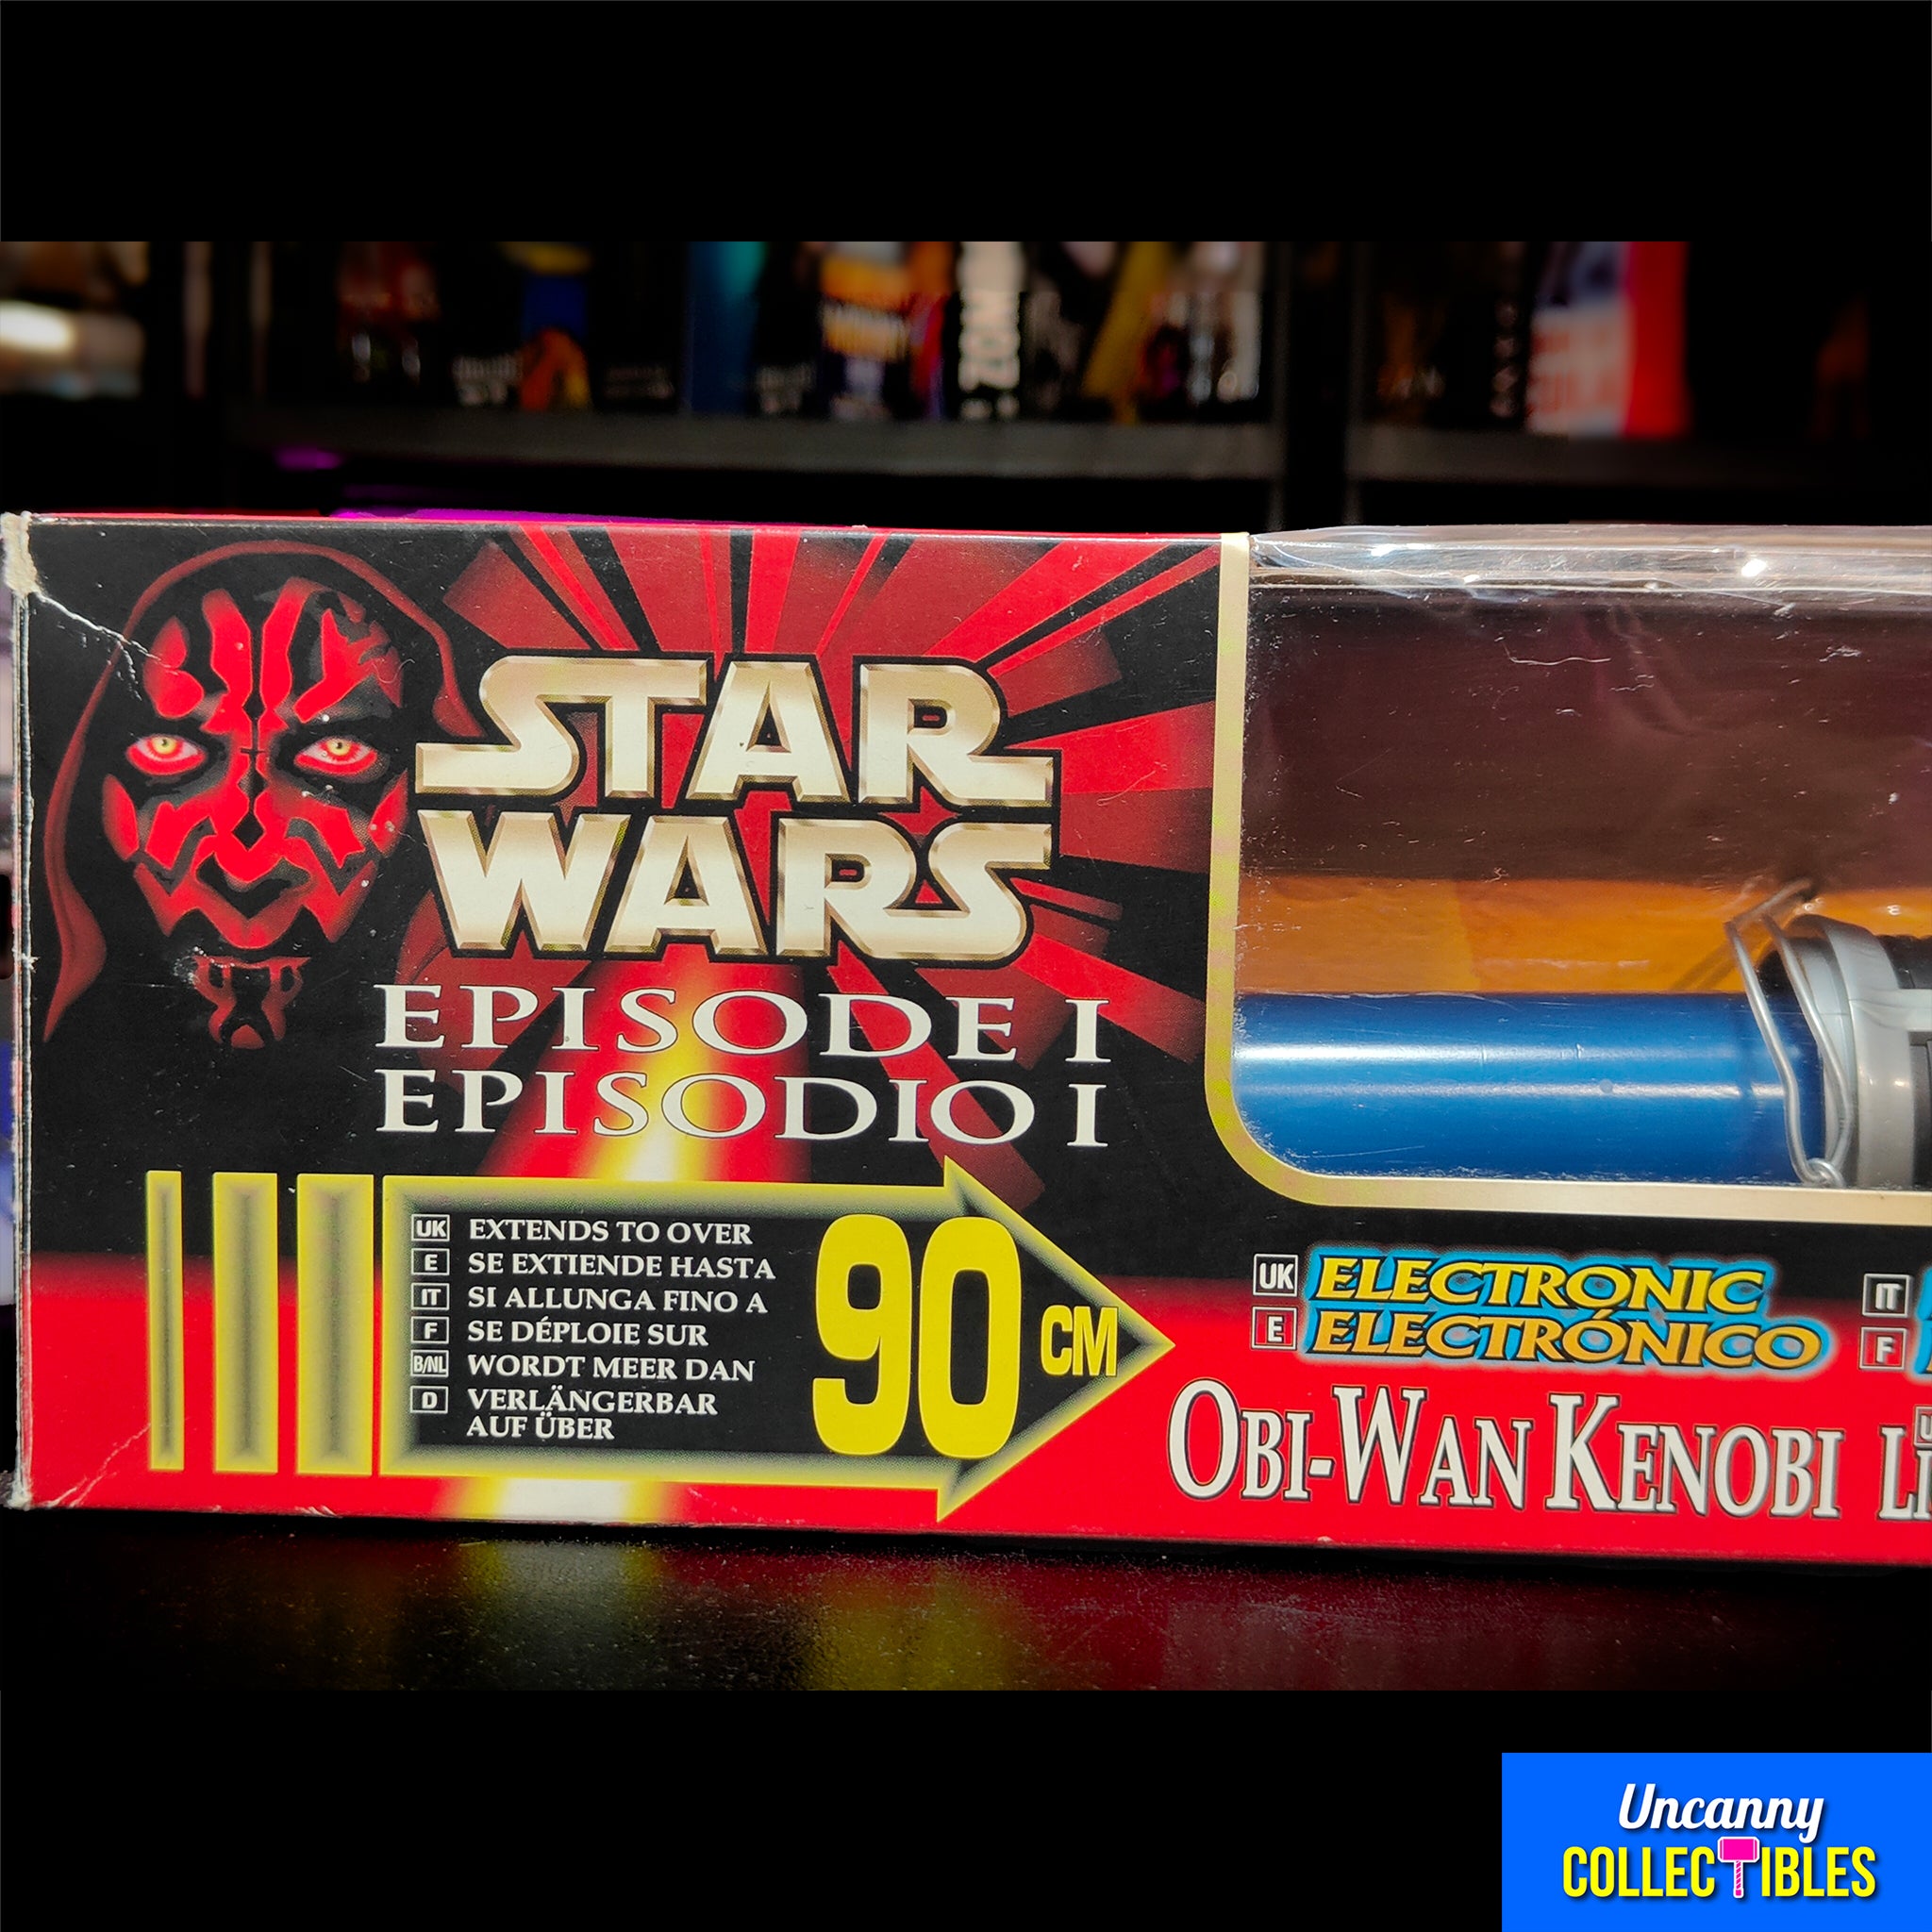 STAR
WARS
EPISODE I
EPISODIO I
UK EXTENDS TO OVER
E SE EXTIENDE HASTA
IT SI ALLUNGA FINO A
F SE DÉPLOIE SUR
B/NL WORDT MEER DAN
D VERLÄNGERBAR
AUF ÜBER
90 CM
UK ELECTRONIC
E ELECTRÓNICO
IT
F
OBI-WAN KENOBI
Uncanny
COLLECTIBLES